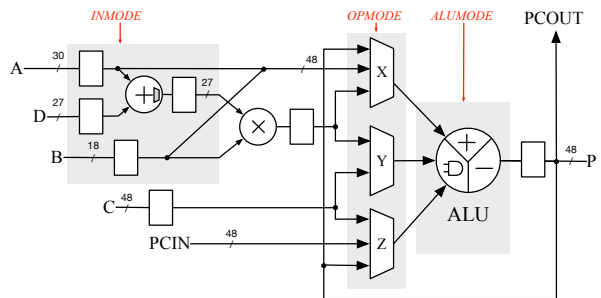 INMODE
OPMODE
ALUMODE
PCOUT
A
30
48
X
27
D
27
+
×
B
18
Y
+
−
48
P
C
48
ALU
PCIN
48
Z